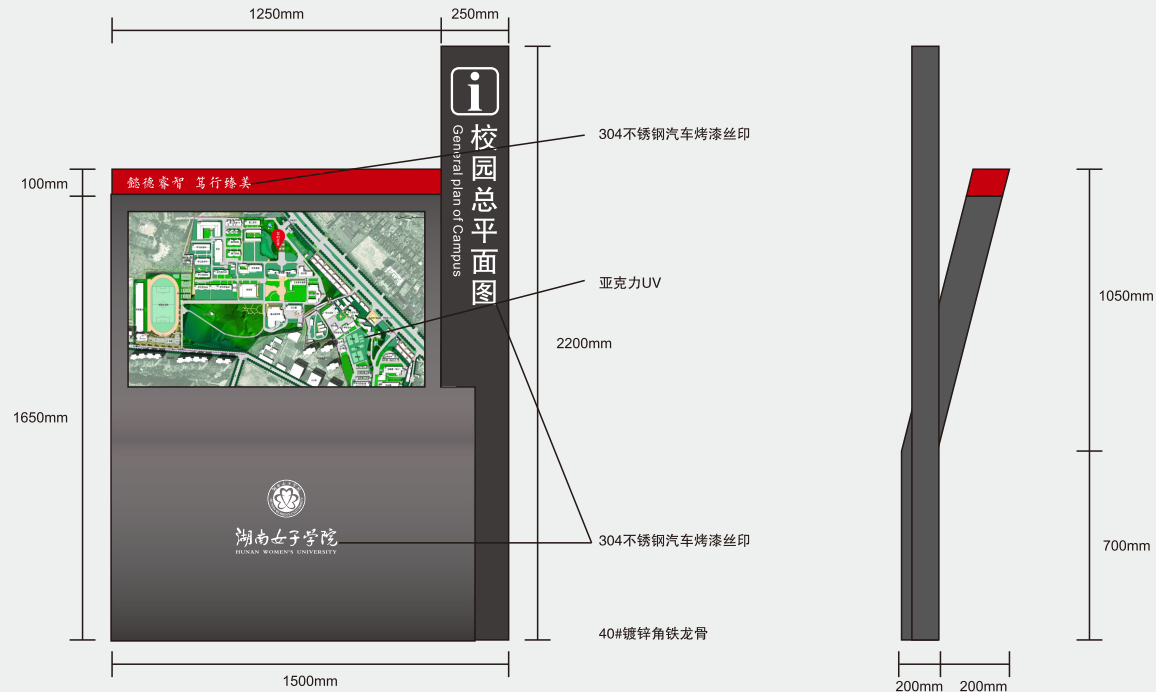 1250mm
250mm
校园总平面图
General plan of Campus
304不锈钢汽车烤漆丝印
100mm
懿德睿智 笃行臻美
亚克力UV
1050mm
2200mm
1650mm
湖南女子学院
HUNAN WOMEN'S UNIVERSITY
304不锈钢汽车烤漆丝印
700mm
40#镀锌角铁龙骨
1500mm
200mm
200mm